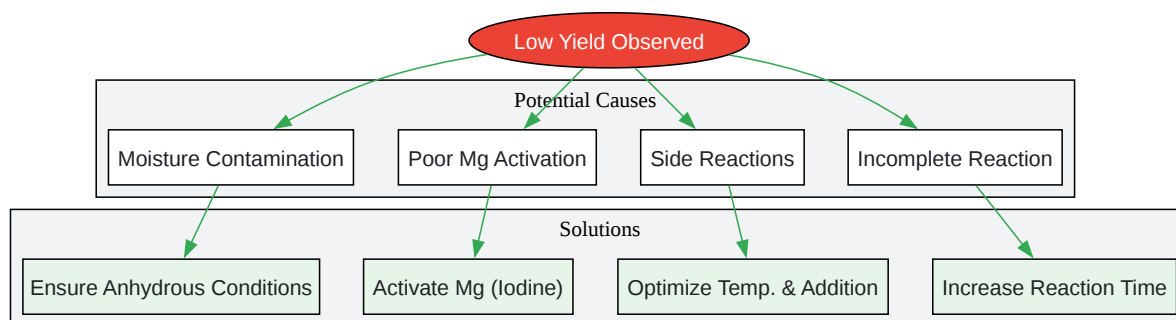 Low Yield Observed
Potential Causes
Moisture Contamination
Poor Mg Activation
Side Reactions
Incomplete Reaction
Solutions
Ensure Anhydrous Conditions
Activate Mg (Iodine)
Optimize Temp. & Addition
Increase Reaction Time